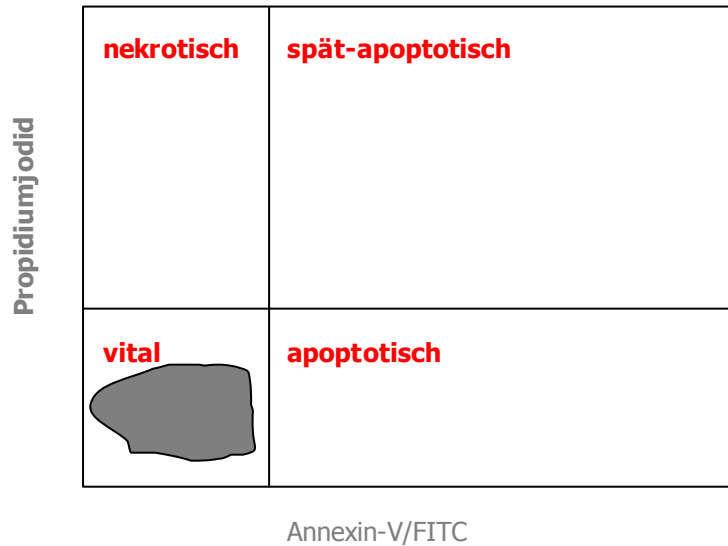 nekrotisch
spät-apoptotisch
Propidiumjodid
vital
apoptotisch
Annexin-V/FITC